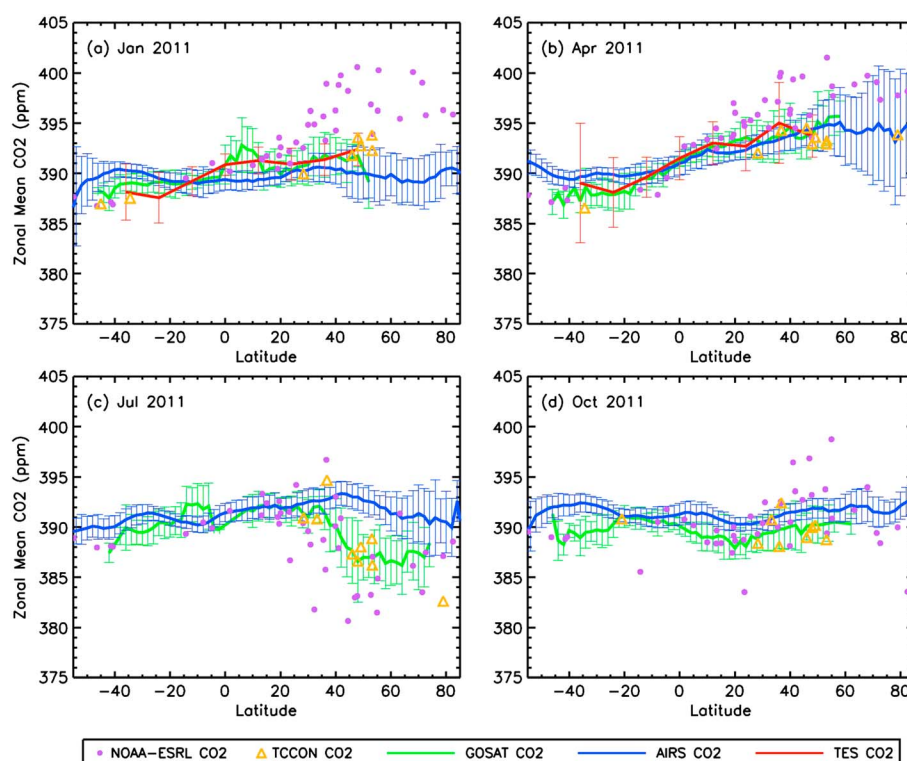 (a) Jan 2011
Zonal Mean CO2 (ppm)
405
400
395
390
385
380
375
−40 −20 0 20 40 60 80
Latitude
(b) Apr 2011
405
400
395
390
385
380
375
−40 −20 0 20 40 60 80
Latitude
(c) Jul 2011
Zonal Mean CO2 (ppm)
405
400
395
390
385
380
375
−40 −20 0 20 40 60 80
Latitude
(d) Oct 2011
405
400
395
390
385
380
375
−40 −20 0 20 40 60 80
Latitude
NOAA−ESRL CO2 TCCON CO2 GOSAT CO2 AIRS CO2 TES CO2